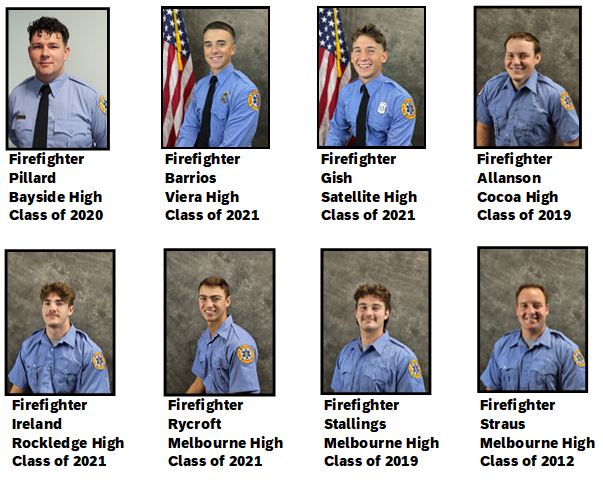 Firefighter
Pillard
Bayside High
Class of 2020
Firefighter
Barrios
Viera High
Class of 2021
Firefighter
Gish
Satellite High
Class of 2021
Firefighter
Allanson
Cocoa High
Class of 2019
Firefighter
Ireland
Rockledge High
Class of 2021
Firefighter
Rycroft
Melbourne High
Class of 2021
Firefighter
Stallings
Melbourne High
Class of 2019
Firefighter
Straus
Melbourne High
Class of 2012